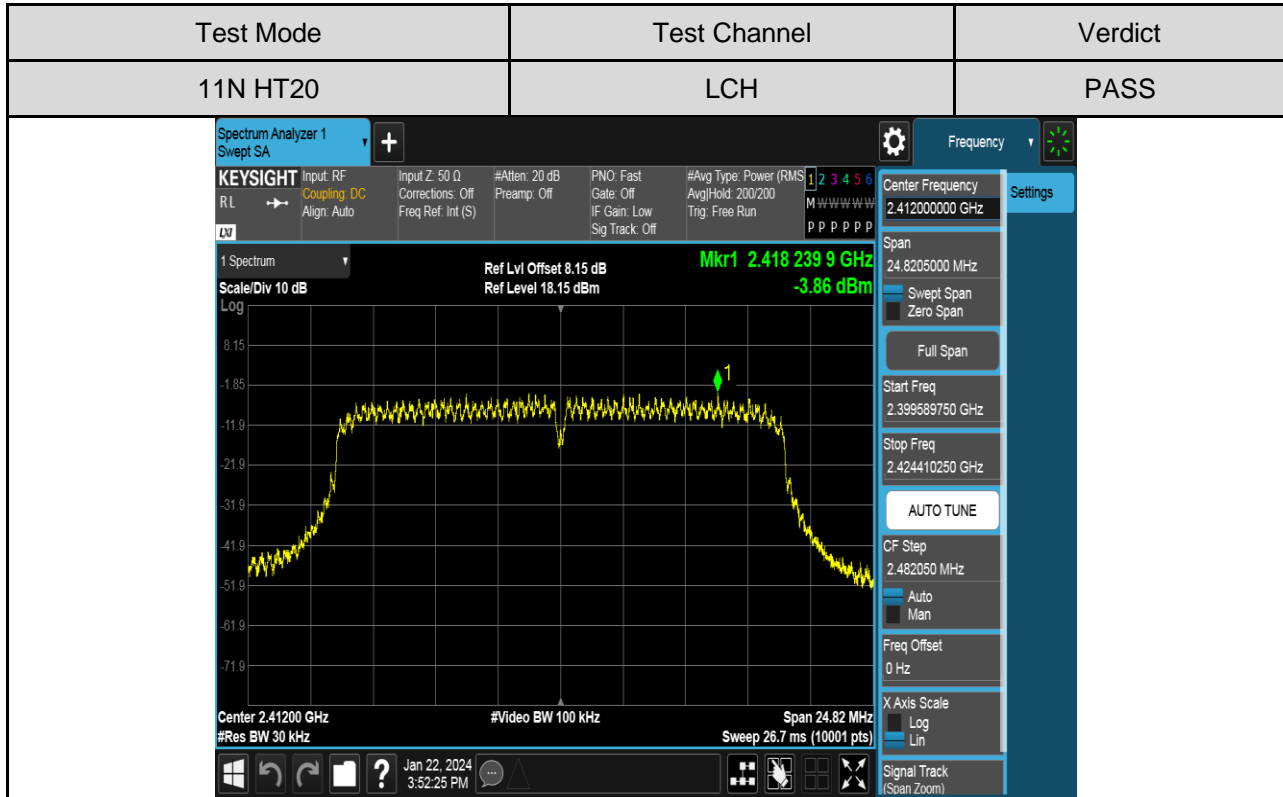 Test Mode Test Channel Verdict
11N HT20 LCH PASS
Spectrum Analyzer 1
Swept SA
Frequency
KEYSIGHT
RL
LXI
Input: RF
Coupling: DC
Align: Auto
Input Z: 50 Ω
Corrections: Off
Freq Ref: Int (S)
#Atten: 20 dB
Preamp: Off
PNO: Fast
Gate: Off
IF Gain: Low
Sig Track: Off
#Avg Type: Power (RMS
Avg|Hold: 200/200
Trig: Free Run
1 2 3 4 5 6
M W W W W W
P P P P P P
1 Spectrum
Scale/Div 10 dB
Log
Ref Lvl Offset 8.15 dB
Ref Level 18.15 dBm
Mkr1 2.418 239 9 GHz
-3.86 dBm
8.15
-1.85
-11.9
-21.9
-31.9
-41.9
-51.9
-61.9
-71.9
1
Center 2.41200 GHz
#Res BW 30 kHz
#Video BW 100 kHz
Span 24.82 MHz
Sweep 26.7 ms (10001 pts)
Center Frequency
2.412000000 GHz
Settings
Span
24.8205000 MHz
Swept Span
Zero Span
Full Span
Start Freq
2.399589750 GHz
Stop Freq
2.424410250 GHz
AUTO TUNE
CF Step
2.482050 MHz
Auto
Man
Freq Offset
0 Hz
X Axis Scale
Log
Lin
Signal Track
(Span Zoom)
?
Jan 22, 2024
3:52:25 PM